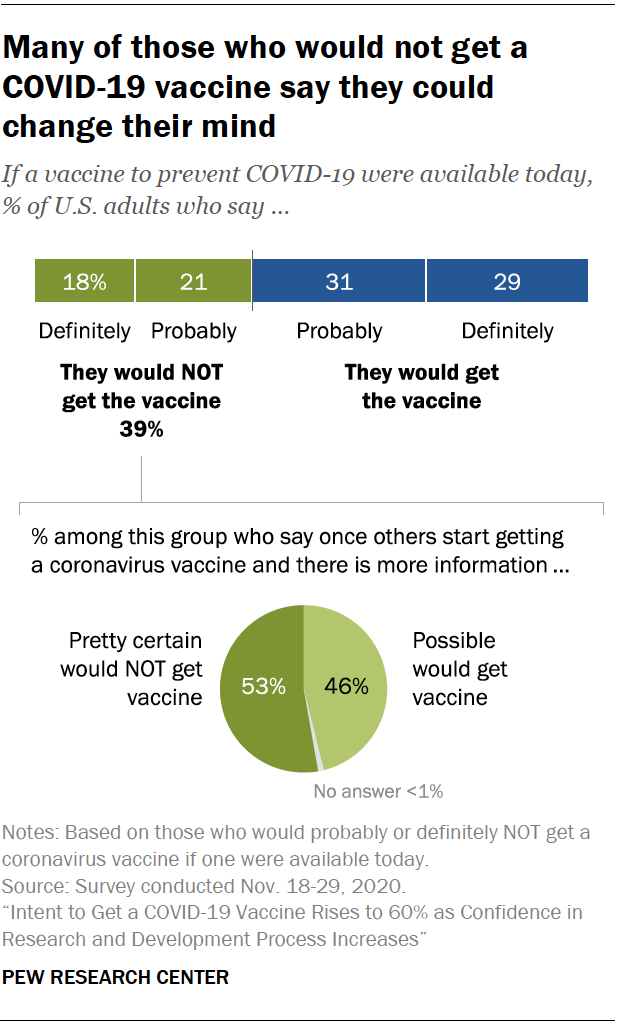 Many of those who would not get a
COVID-19 vaccine say they could
change their mind
If a vaccine to prevent COVID-19 were available today,
% of U.S. adults who say ...
18% 21 31 29
Definitely Probably Probably Definitely
They would NOT
get the vaccine
39%
They would get
the vaccine
% among this group who say once others start getting
a coronavirus vaccine and there is more information ...
Pretty certain
would NOT get
vaccine
53%
46%
Possible
would get
vaccine
No answer <1%
Notes: Based on those who would probably or definitely NOT get a
coronavirus vaccine if one were available today.
Source: Survey conducted Nov. 18-29, 2020.
“Intent to Get a COVID-19 Vaccine Rises to 60% as Confidence in
Research and Development Process Increases”
PEW RESEARCH CENTER